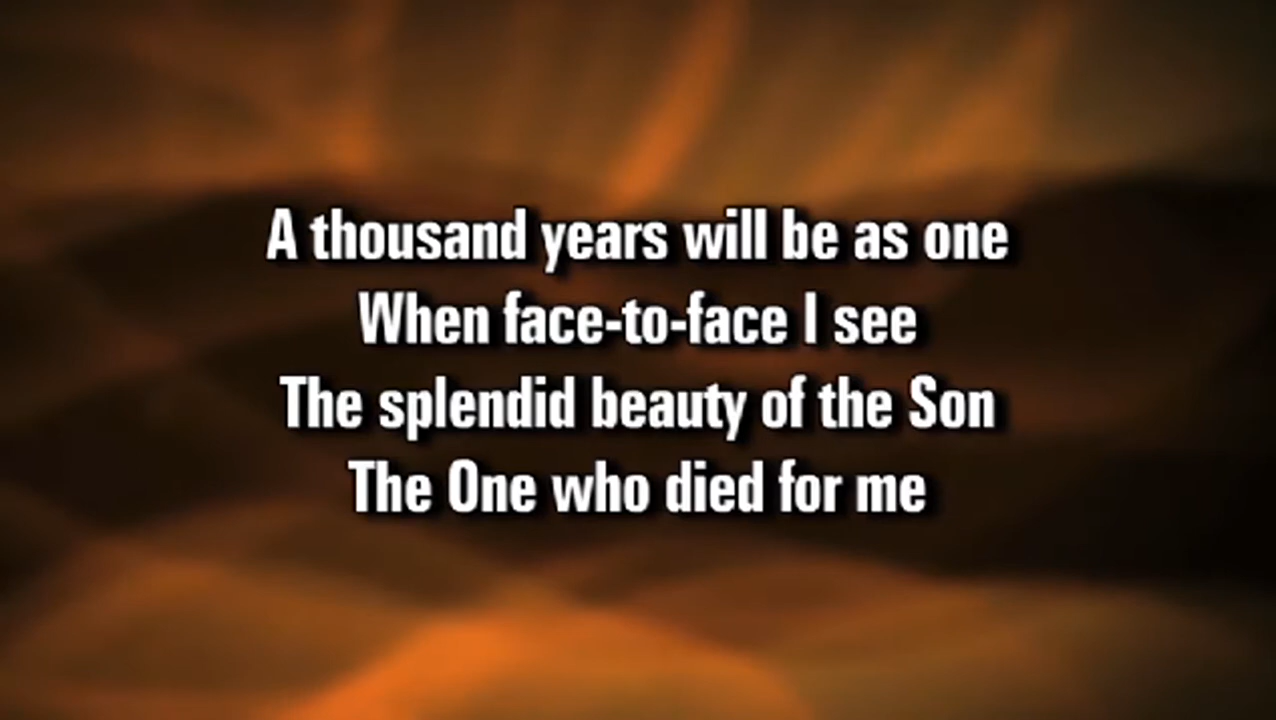 A thousand years will be as one
When face-to-face I see
The splendid beauty of the Son
The One who died for me